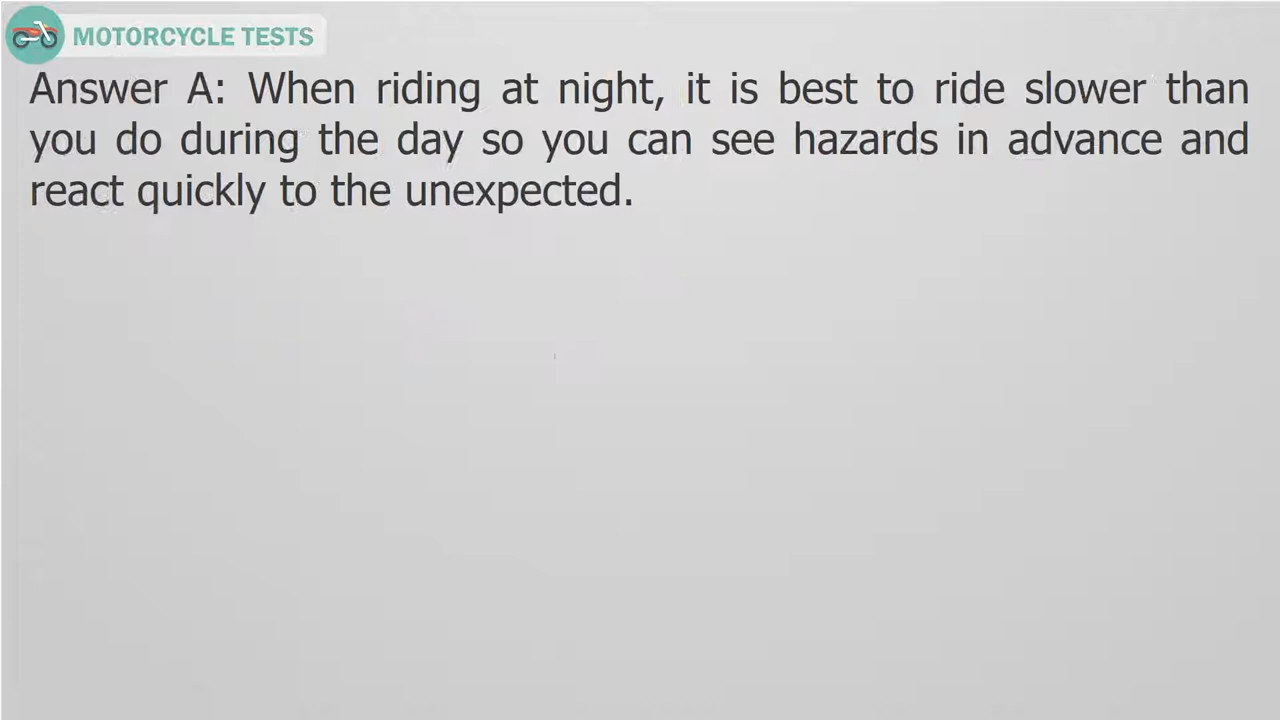 MOTORCYCLE TESTS
Answer A: When riding at night, it is best to ride slower than
you do during the day so you can see hazards in advance and
react quickly to the unexpected.